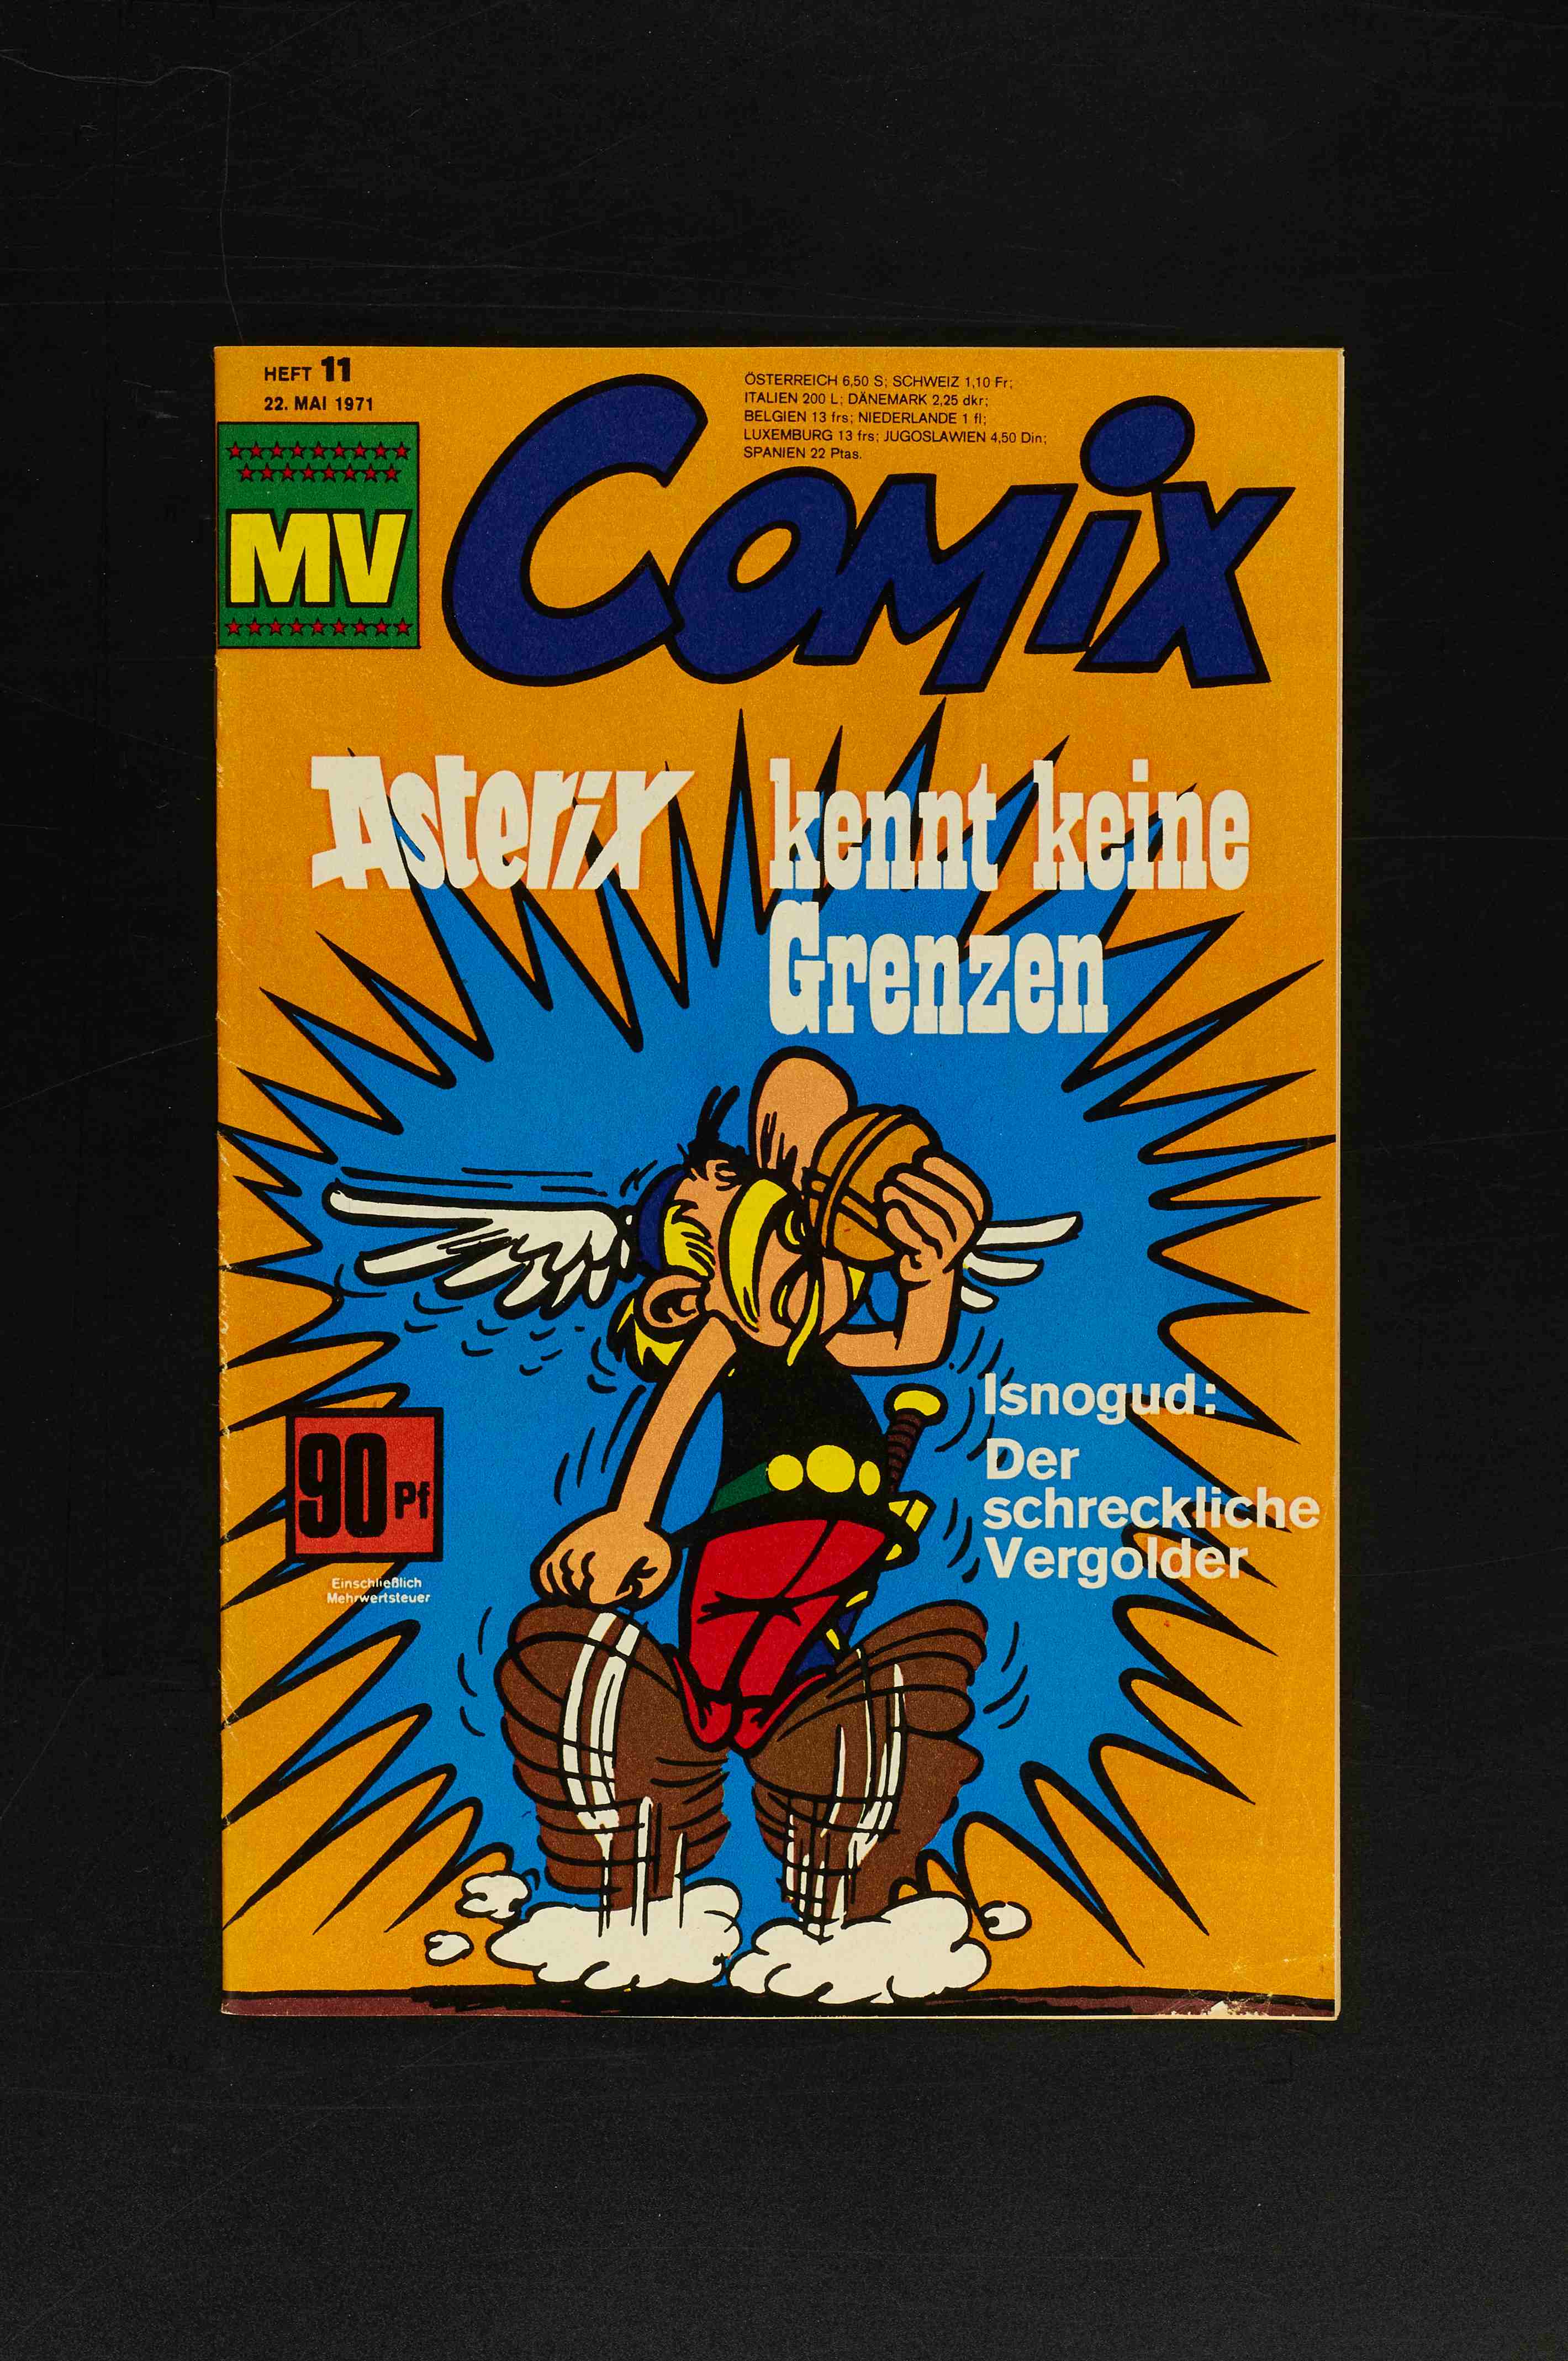 HEFT 11
22. MAI 1971
ÖSTERREICH 6,50 S; SCHWEIZ 1,10 Fr;
ITALIEN 200 L; DÄNEMARK 2,25 dkr;
BELGIEN 13 frs; NIEDERLANDE 1 fl;
LUXEMBURG 13 frs; JUGOSLAWIEN 4,50 Din;
SPANIEN 22 Ptas.
MV
Comix
Asterix kennt keine
Grenzen
Isnogud:
Der
schreckliche
Vergolder
90 Pf
Einschließlich
Mehrwertsteuer